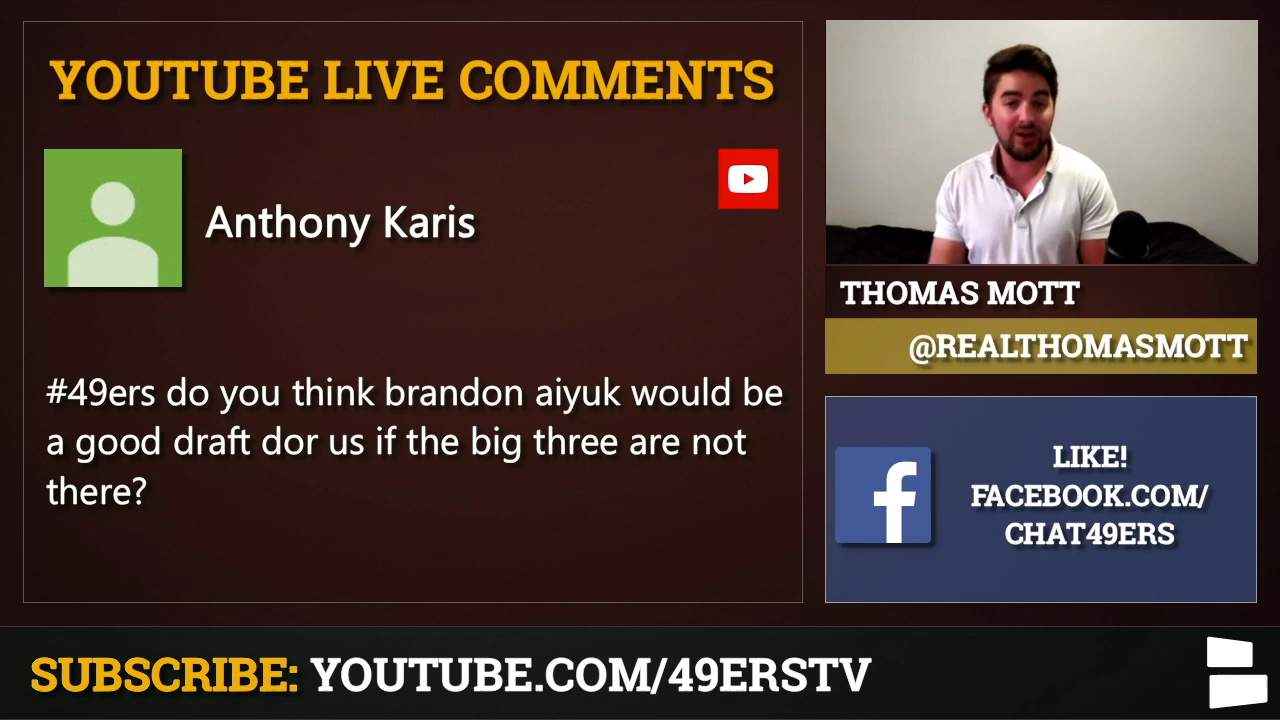 YOUTUBE LIVE COMMENTS
Anthony Karis
#49ers do you think brandon aiyuk would be
a good draft dor us if the big three are not
there?
THOMAS MOTT
@REALTHOMASMOTT
LIKE!
FACEBOOK.COM/
CHAT49ERS
SUBSCRIBE: YOUTUBE.COM/49ERSTV